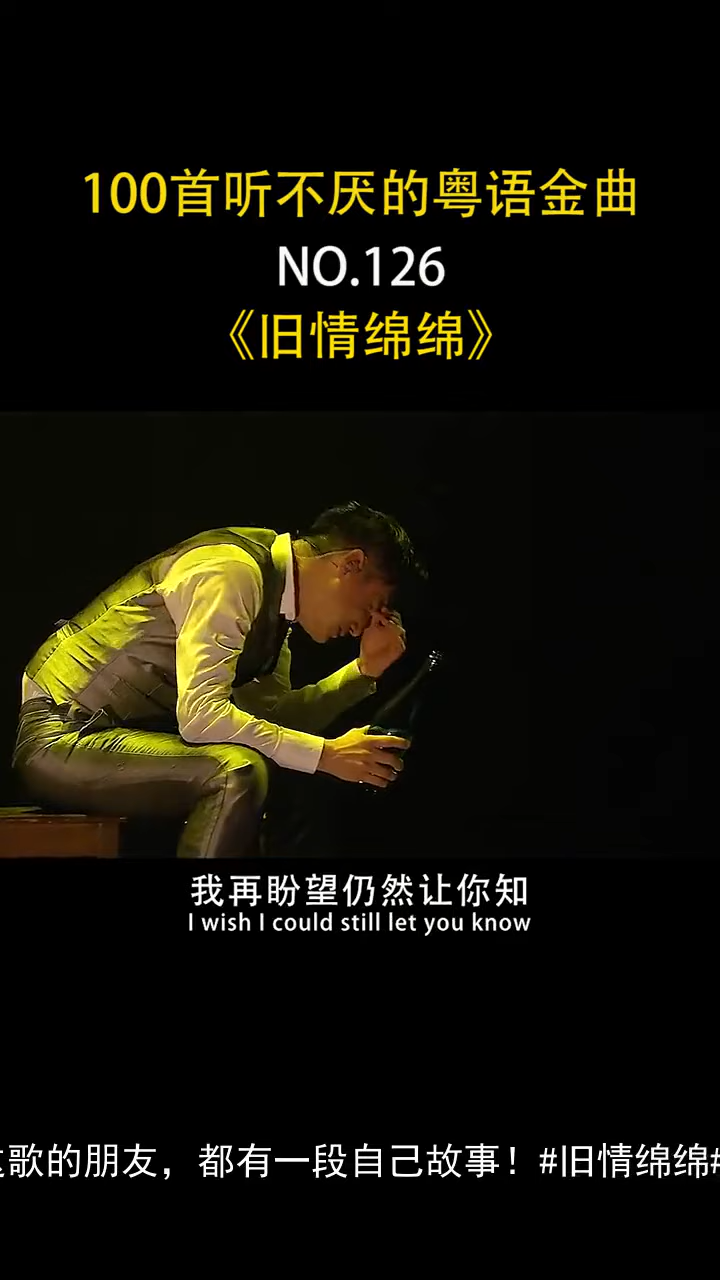 100首听不厌的粤语金曲
NO.126
《旧情绵绵》
我再盼望仍然让你知
I wish I could still let you know
歌的朋友，都有一段自己故事！#旧情绵绵#